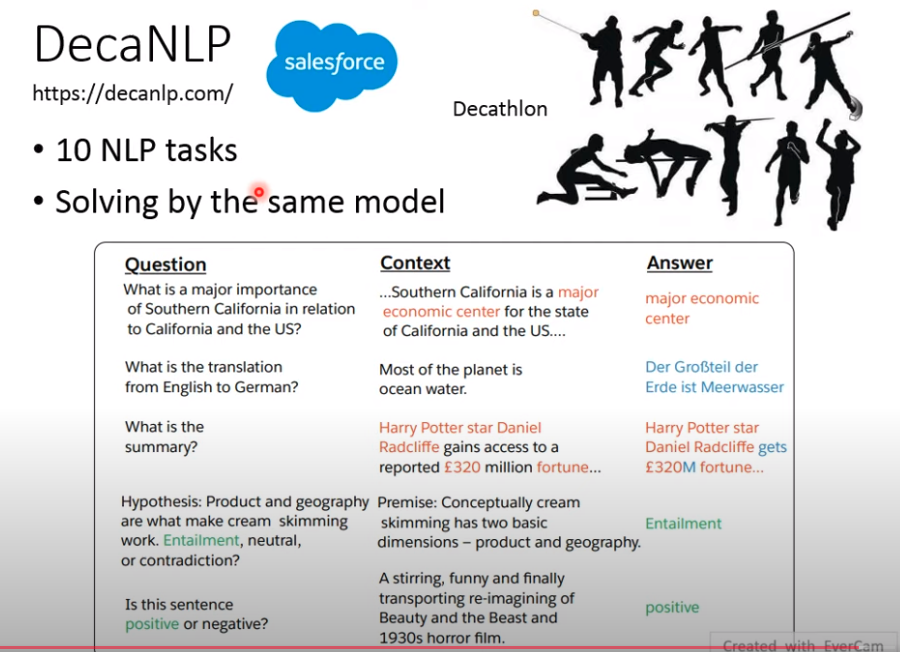 DecaNLP
salesforce
https://decanlp.com/
Decathlon
• 10 NLP tasks
• Solving by the same model
Question
What is a major importance
of Southern California in relation
to California and the US?
Context
...Southern California is a major
economic center for the state
of California and the US....
Answer
major economic
center
What is the translation
from English to German?
Most of the planet is
ocean water.
Der Großteil der
Erde ist Meerwasser
What is the
summary?
Harry Potter star Daniel
Radcliffe gains access to a
reported £320 million fortune...
Harry Potter star
Daniel Radcliffe gets
£320M fortune...
Hypothesis: Product and geography
are what make cream skimming
work. Entailment, neutral,
or contradiction?
Premise: Conceptually cream
skimming has two basic
dimensions – product and geography.
Entailment
Is this sentence
positive or negative?
A stirring, funny and finally
transporting re-imagining of
Beauty and the Beast and
1930s horror film.
positive
Created with EverCam